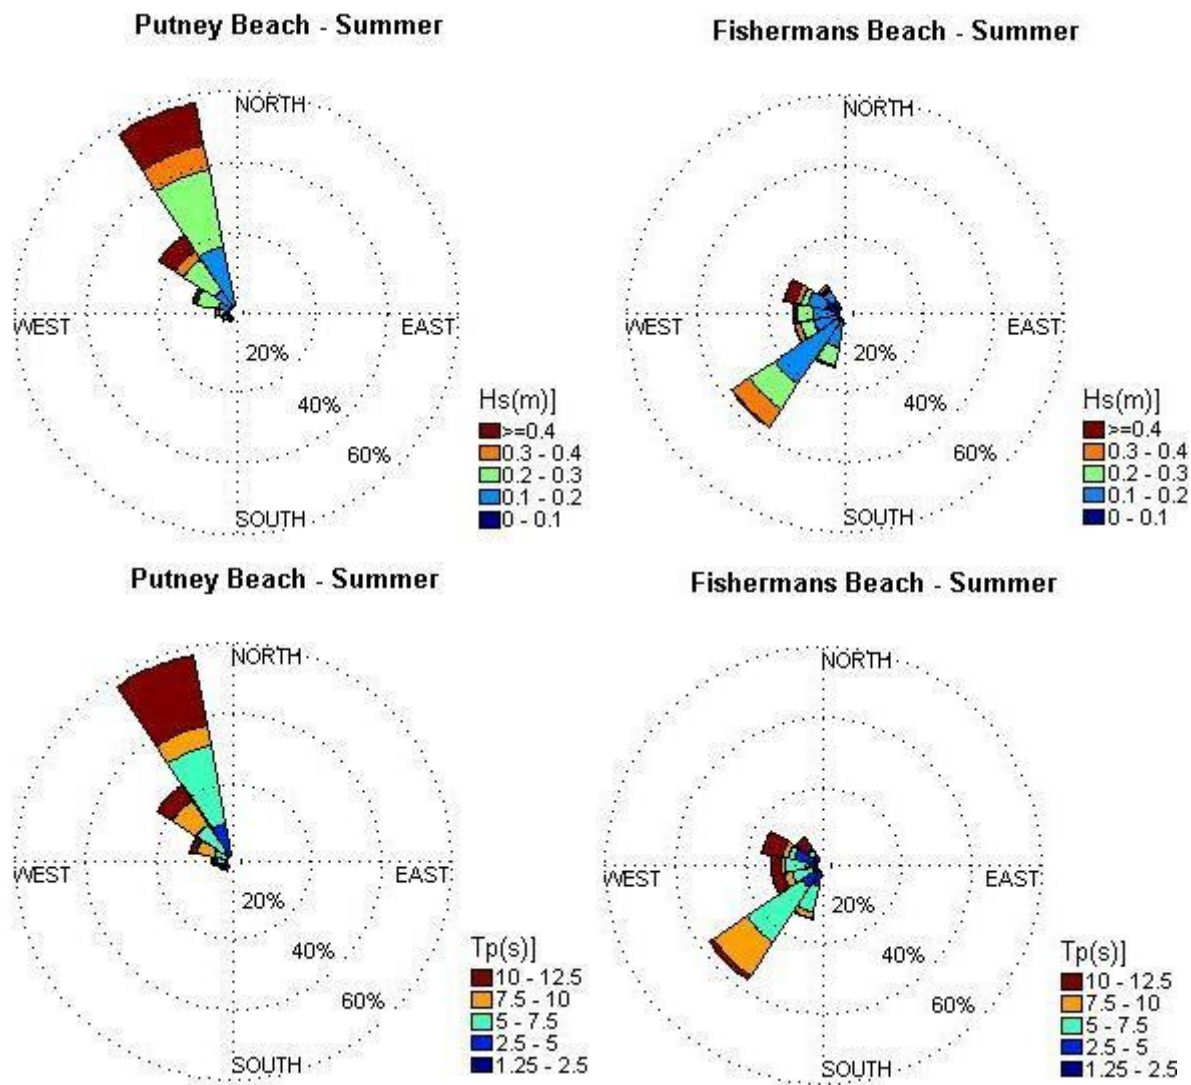 Putney Beach - Summer
NORTH
WEST
EAST
20%
40%
60%
SOUTH
Hs(m)]
>=0.4
0.3 - 0.4
0.2 - 0.3
0.1 - 0.2
0 - 0.1
Fishermans Beach - Summer
NORTH
WEST
EAST
20%
40%
60%
SOUTH
Hs(m)]
>=0.4
0.3 - 0.4
0.2 - 0.3
0.1 - 0.2
0 - 0.1
Putney Beach - Summer
NORTH
WEST
EAST
20%
40%
60%
SOUTH
Tp(s)]
10 - 12.5
7.5 - 10
5 - 7.5
2.5 - 5
1.25 - 2.5
Fishermans Beach - Summer
NORTH
WEST
EAST
20%
40%
60%
SOUTH
Tp(s)]
10 - 12.5
7.5 - 10
5 - 7.5
2.5 - 5
1.25 - 2.5